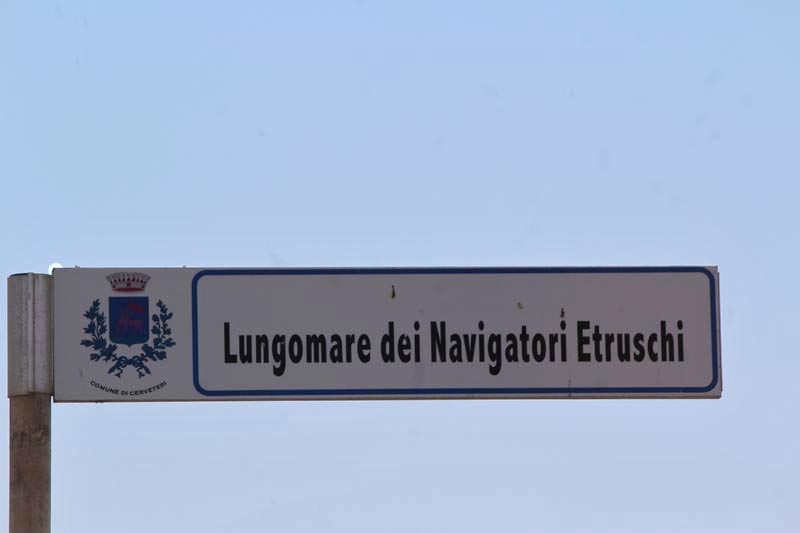 Lungomare dei Navigatori Etruschi
COMUNE DI CERVETERI